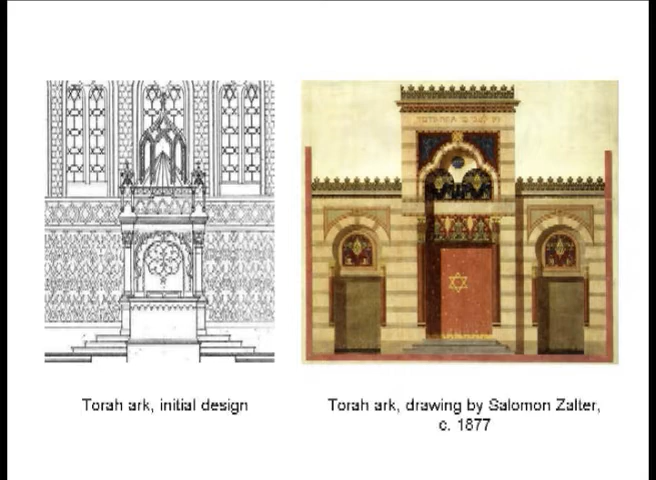 Torah ark, initial design
Torah ark, drawing by Salomon Zalter,
c. 1877